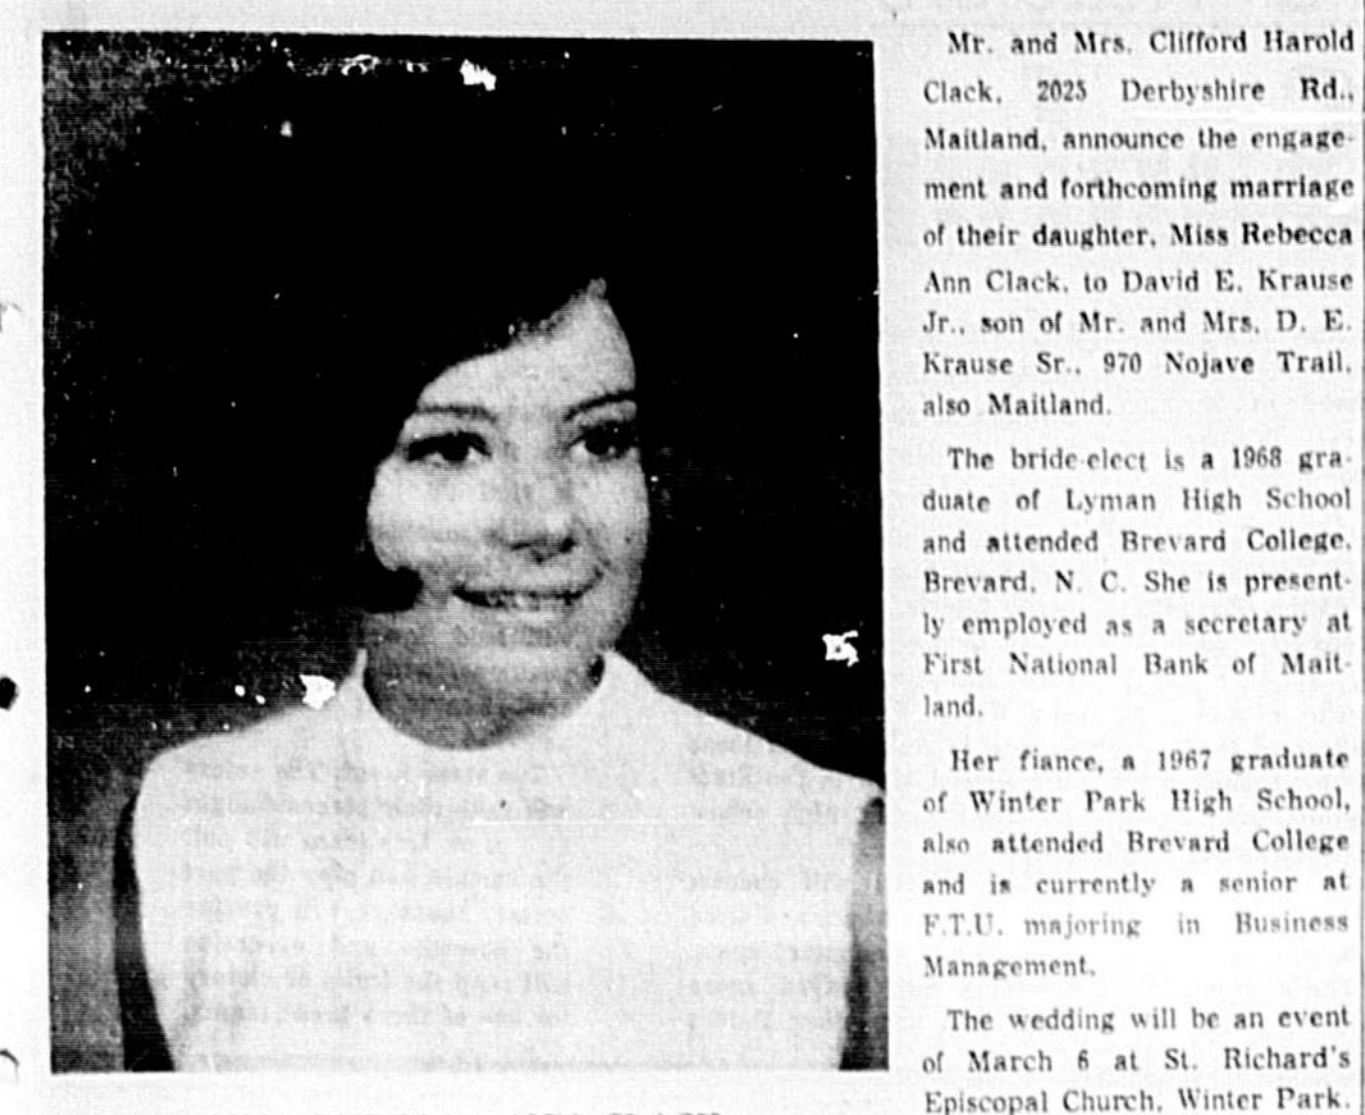 Mr. and Mrs. Clifford Harold
Clack, 2025 Derbyshire Rd.,
Maitland, announce the engage-
ment and forthcoming marriage
of their daughter, Miss Rebecca
Ann Clack, to David E. Krause
Jr., son of Mr. and Mrs. D. E.
Krause Sr., 970 Nojave Trail,
also Maitland.
The bride-elect is a 1968 gra-
duate of Lyman High School
and attended Brevard College,
Brevard, N. C. She is present-
ly employed as a secretary at
First National Bank of Mait-
land.
Her fiance, a 1967 graduate
of Winter Park High School,
also attended Brevard College
and is currently a senior at
F.T.U. majoring in Business
Management.
The wedding will be an event
of March 6 at St. Richard's
Episcopal Church, Winter Park.